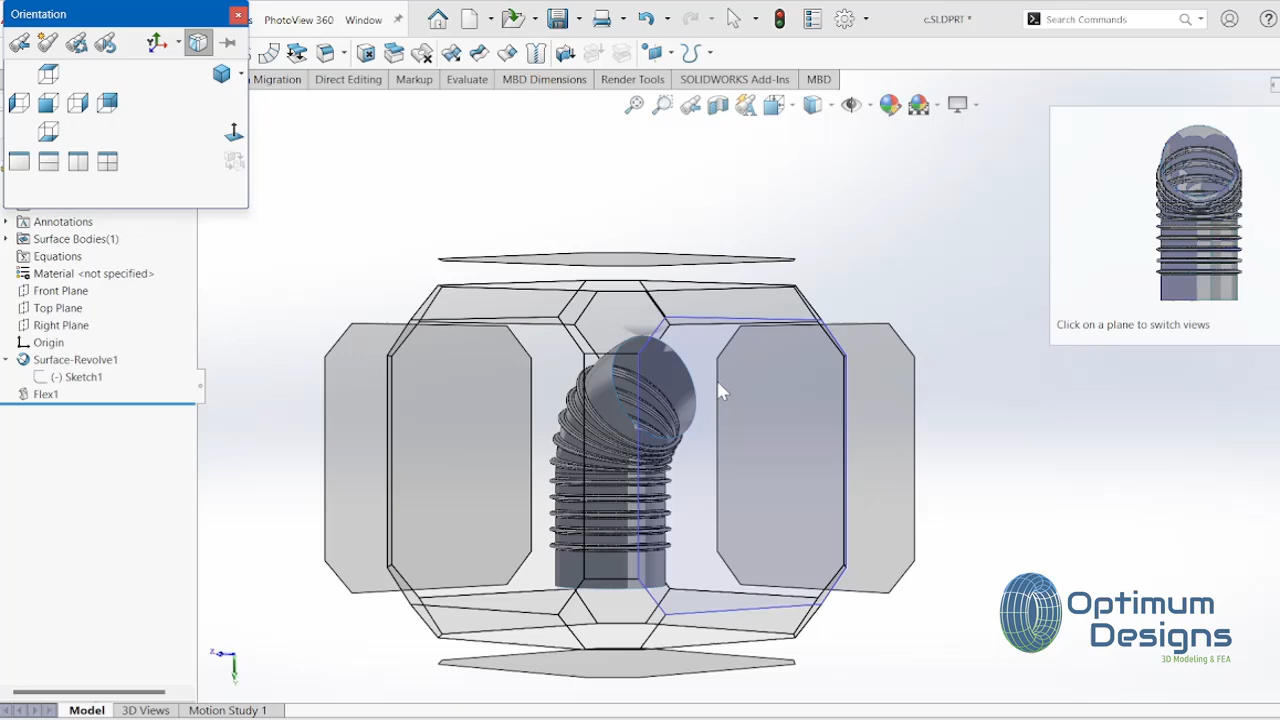 Orientation
PhotoView 360
Window
c.SLDPRT *
Search Commands
Migration
Direct Editing
Markup
Evaluate
MBD Dimensions
Render Tools
SOLIDWORKS Add-Ins
MBD
Annotations
Surface Bodies(1)
Equations
Material <not specified>
Front Plane
Top Plane
Right Plane
Origin
Surface-Revolve1
(-) Sketch1
Flex1
Click on a plane to switch views
Optimum
Designs
3D Modeling & FEA
Model
3D Views
Motion Study 1